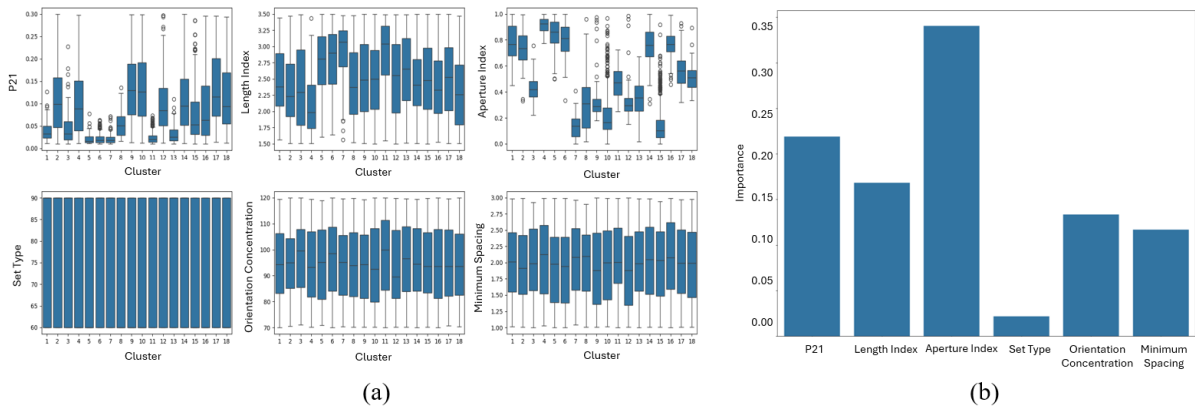 P21
0.30
0.25
0.20
0.15
0.10
0.05
0.00
1 2 3 4 5 6 7 8 9 10 11 12 13 14 15 16 17 18
Cluster
Length Index
3.50
3.25
3.00
2.75
2.50
2.25
2.00
1.75
1.50
1 2 3 4 5 6 7 8 9 10 11 12 13 14 15 16 17 18
Cluster
Aperture Index
1.0
0.8
0.6
0.4
0.2
0.0
1 2 3 4 5 6 7 8 9 10 11 12 13 14 15 16 17 18
Cluster
Set Type
90
85
80
75
70
65
60
1 2 3 4 5 6 7 8 9 10 11 12 13 14 15 16 17 18
Cluster
Orientation Concentration
120
110
100
90
80
70
1 2 3 4 5 6 7 8 9 10 11 12 13 14 15 16 17 18
Cluster
Minimum Spacing
3.00
2.75
2.50
2.25
2.00
1.75
1.50
1.25
1.00
1 2 3 4 5 6 7 8 9 10 11 12 13 14 15 16 17 18
Cluster
(a)
Importance
0.35
0.30
0.25
0.20
0.15
0.10
0.05
0.00
P21
Length Index
Aperture Index
Set Type
Orientation
Concentration
Minimum
Spacing
(b)